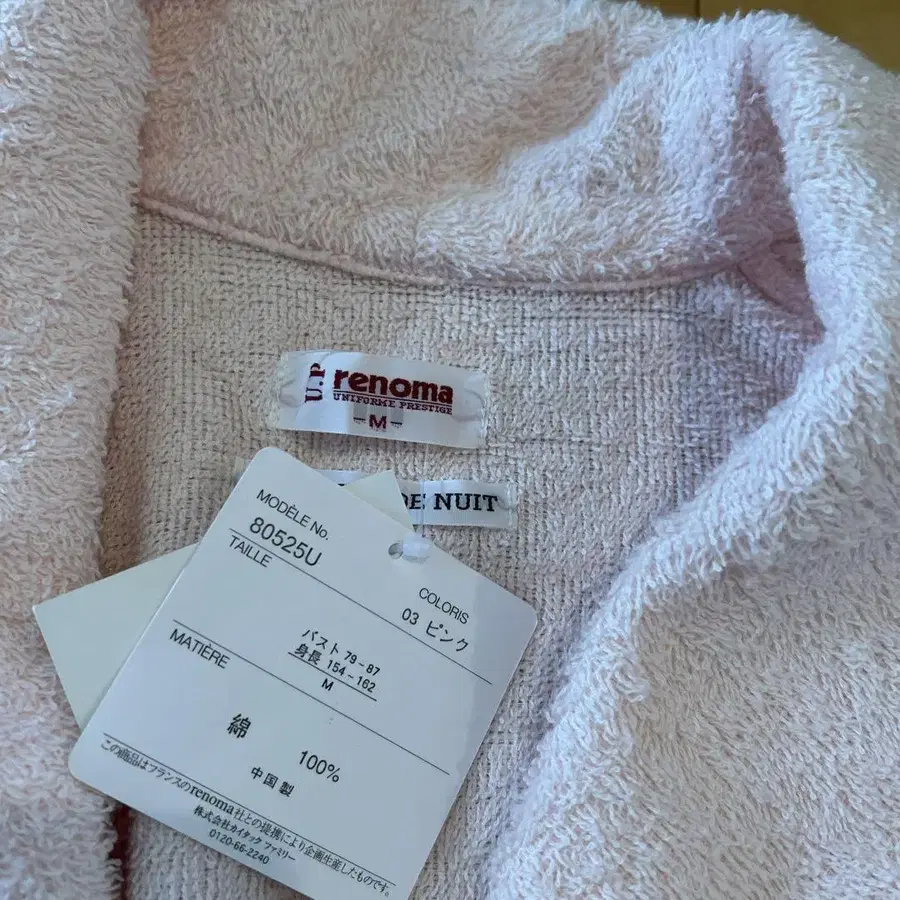 U.P
renoma
UNIFORME PRESTIGE
M
DE NUIT
MODÈLE No.
80525U
COLORIS
03 ピンク
TAILLE
バスト 79-87
身長 154-162
M
MATIÈRE
綿 100%
中国製
この商品はフランスのrenoma社との提携により企画生産したものです。
株式会社カイタック ファミリー
0120-66-2240